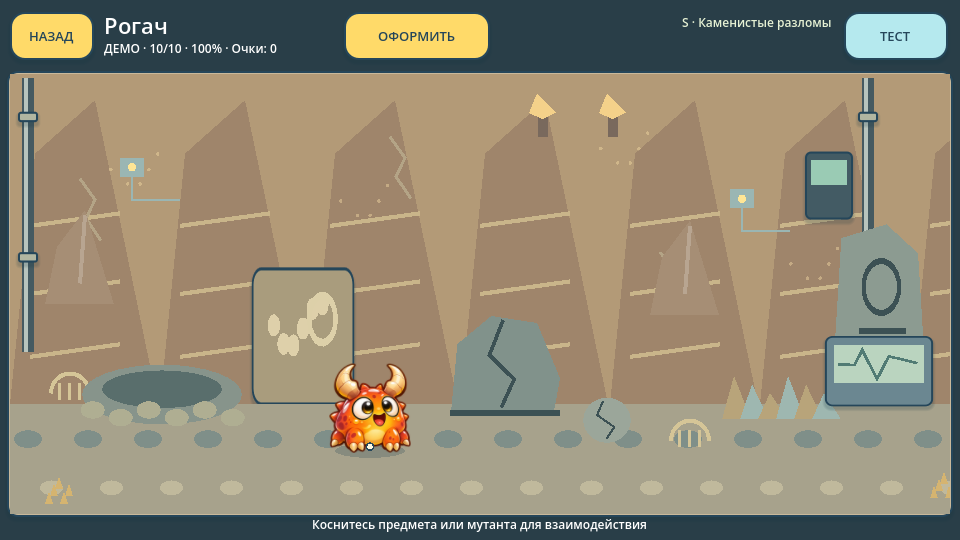 НАЗАД
Рогач
ДЕМО · 10/10 · 100% · Очки: 0
ОФОРМИТЬ
S · Каменистые разломы
ТЕСТ
Коснитесь предмета или мутанта для взаимодействия